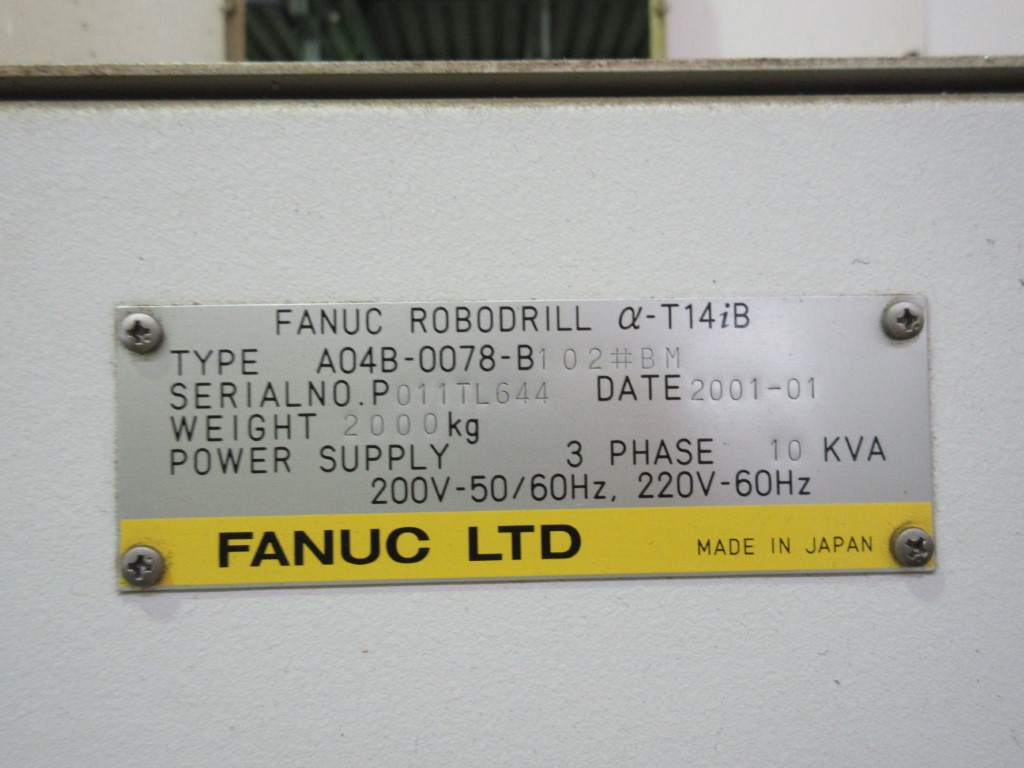 FANUC ROBODRILL α-T14iB
TYPE A04B-0078-B102#BM
SERIALNO.P011TL644 DATE 2001-01
WEIGHT 2000kg
POWER SUPPLY 3 PHASE 10 KVA
200V-50/60Hz, 220V-60Hz
FANUC LTD MADE IN JAPAN